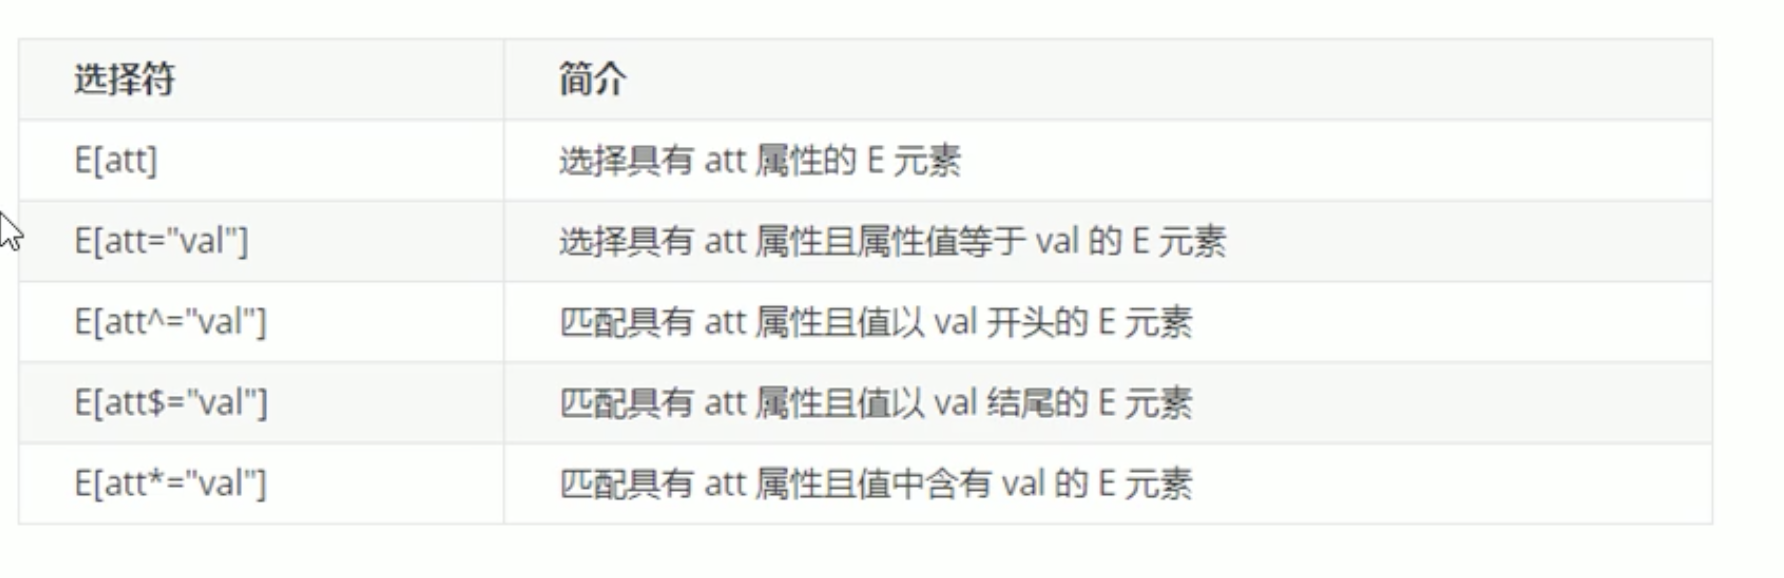 选择符 简介
E[att] 选择具有 att 属性的 E 元素
E[att="val"] 选择具有 att 属性且属性值等于 val 的 E 元素
E[att^="val"] 匹配具有 att 属性且值以 val 开头的 E 元素
E[att$="val"] 匹配具有 att 属性且值以 val 结尾的 E 元素
E[att*="val"] 匹配具有 att 属性且值中含有 val 的 E 元素